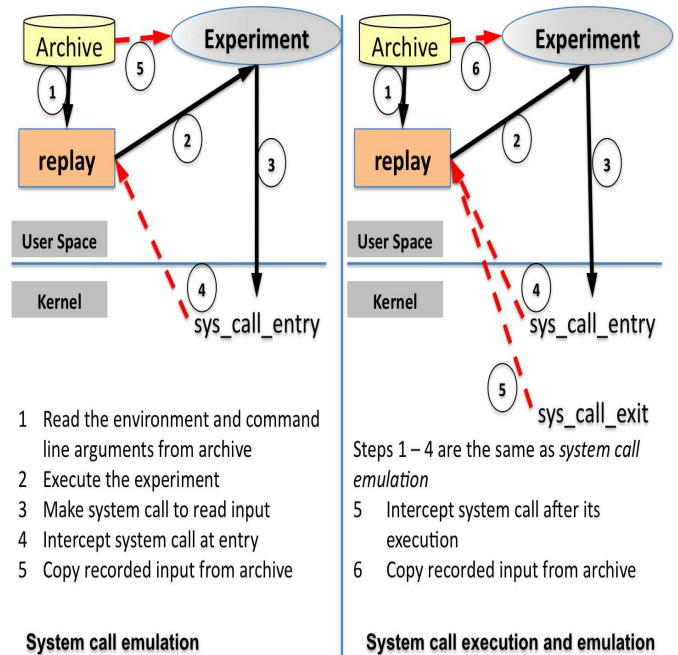 Archive
Experiment
5
1
2
replay
3
User Space
4
Kernel
sys_call_entry
1 Read the environment and command
line arguments from archive
2 Execute the experiment
3 Make system call to read input
4 Intercept system call at entry
5 Copy recorded input from archive
System call emulation
Archive
Experiment
6
1
2
replay
3
User Space
4
Kernel
sys_call_entry
5
sys_call_exit
Steps 1 – 4 are the same as system call
emulation
5 Intercept system call after its
execution
6 Copy recorded input from archive
System call execution and emulation